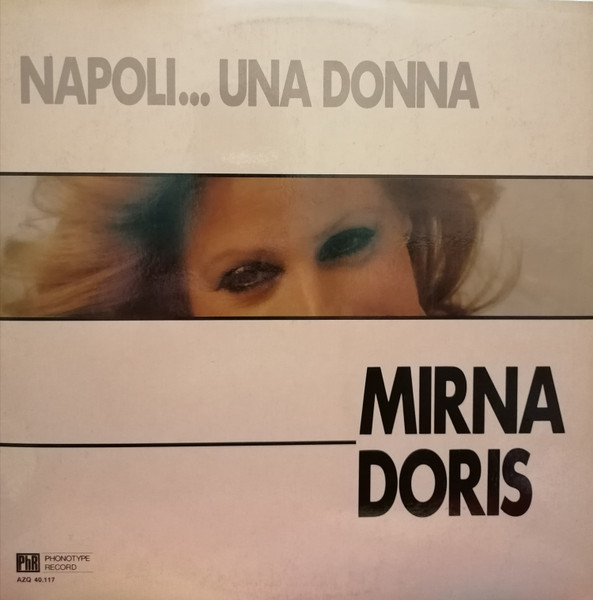 NAPOLI... UNA DONNA
MIRNA
DORIS
PhR PHONOTYPE
RECORD
AZQ 40.117